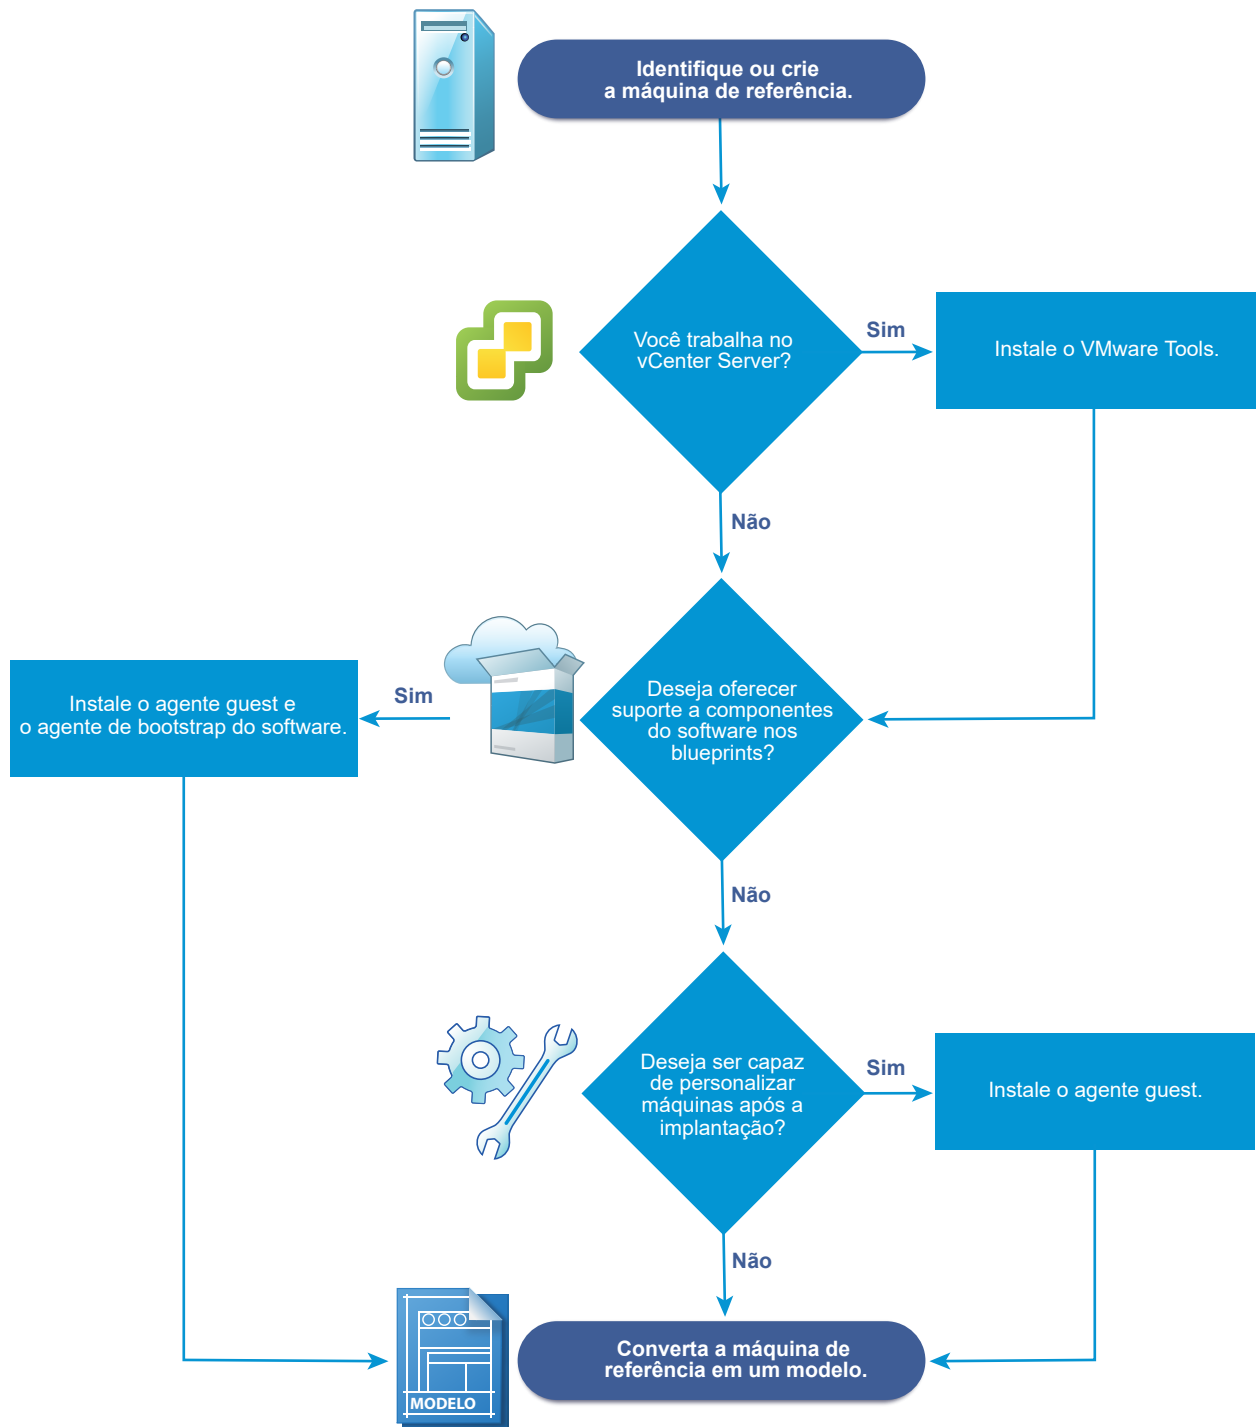 Identifique ou crie
a máquina de referência.
Você trabalha no
vCenter Server?
Sim
Instale o VMware Tools.
Não
Deseja oferecer
suporte a componentes
do software nos
blueprints?
Sim
Instale o agente guest e
o agente de bootstrap do software.
Não
Deseja ser capaz
de personalizar
máquinas após a
implantação?
Sim
Instale o agente guest.
Não
MODELO
Converta a máquina de
referência em um modelo.